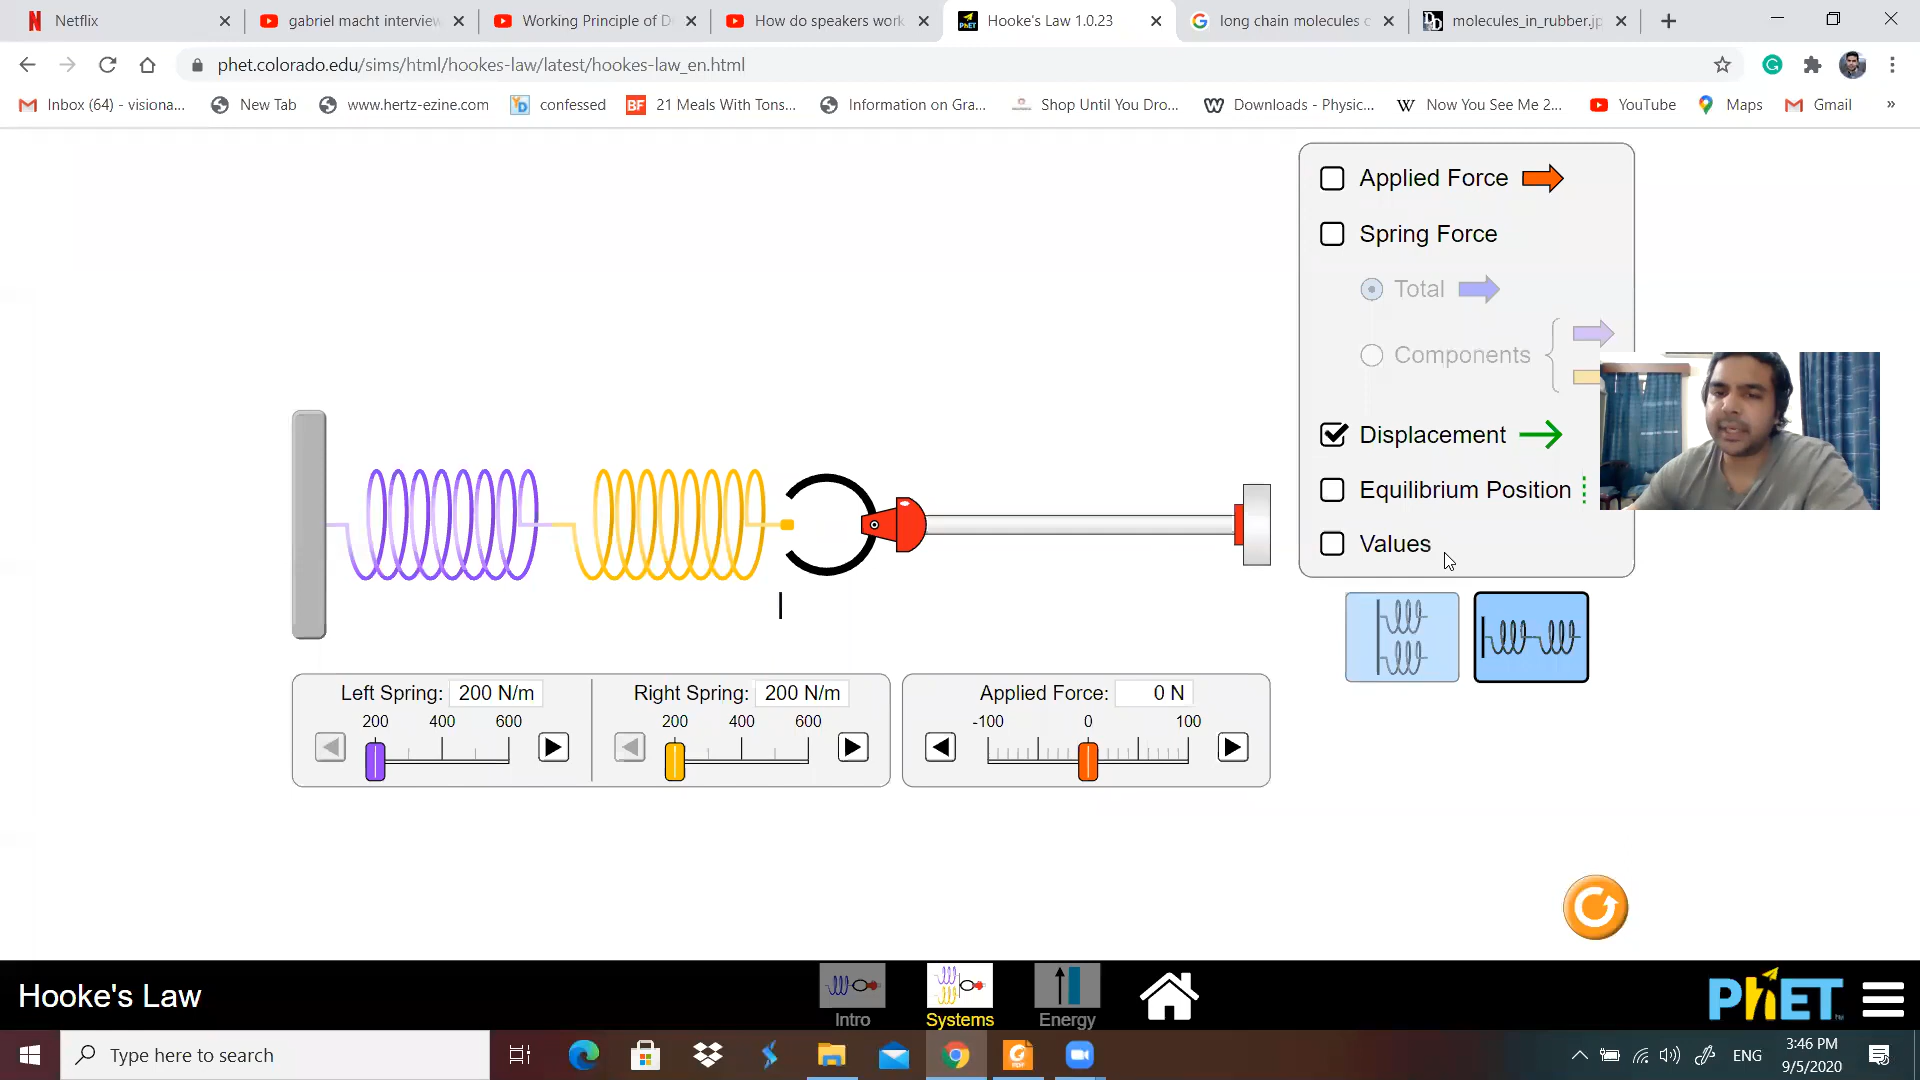 Netflix
gabriel macht interview
Working Principle of D
How do speakers work
Hooke's Law 1.0.23
long chain molecules c
molecules_in_rubber.jp
phet.colorado.edu/sims/html/hookes-law/latest/hookes-law_en.html
Inbox (64) - visiona...
New Tab
www.hertz-ezine.com
confessed
BF
21 Meals With Tons...
Information on Gra...
Shop Until You Dro...
Downloads - Physic...
Now You See Me 2...
YouTube
Maps
Gmail
»
Applied Force
Spring Force
Total
Components
Displacement
Equilibrium Position
Values
Left Spring: 200 N/m
200 400 600
Right Spring: 200 N/m
200 400 600
Applied Force: 0 N
-100 0 100
Hooke's Law
Intro
Systems
Energy
PhET
Type here to search
ENG
3:46 PM
9/5/2020